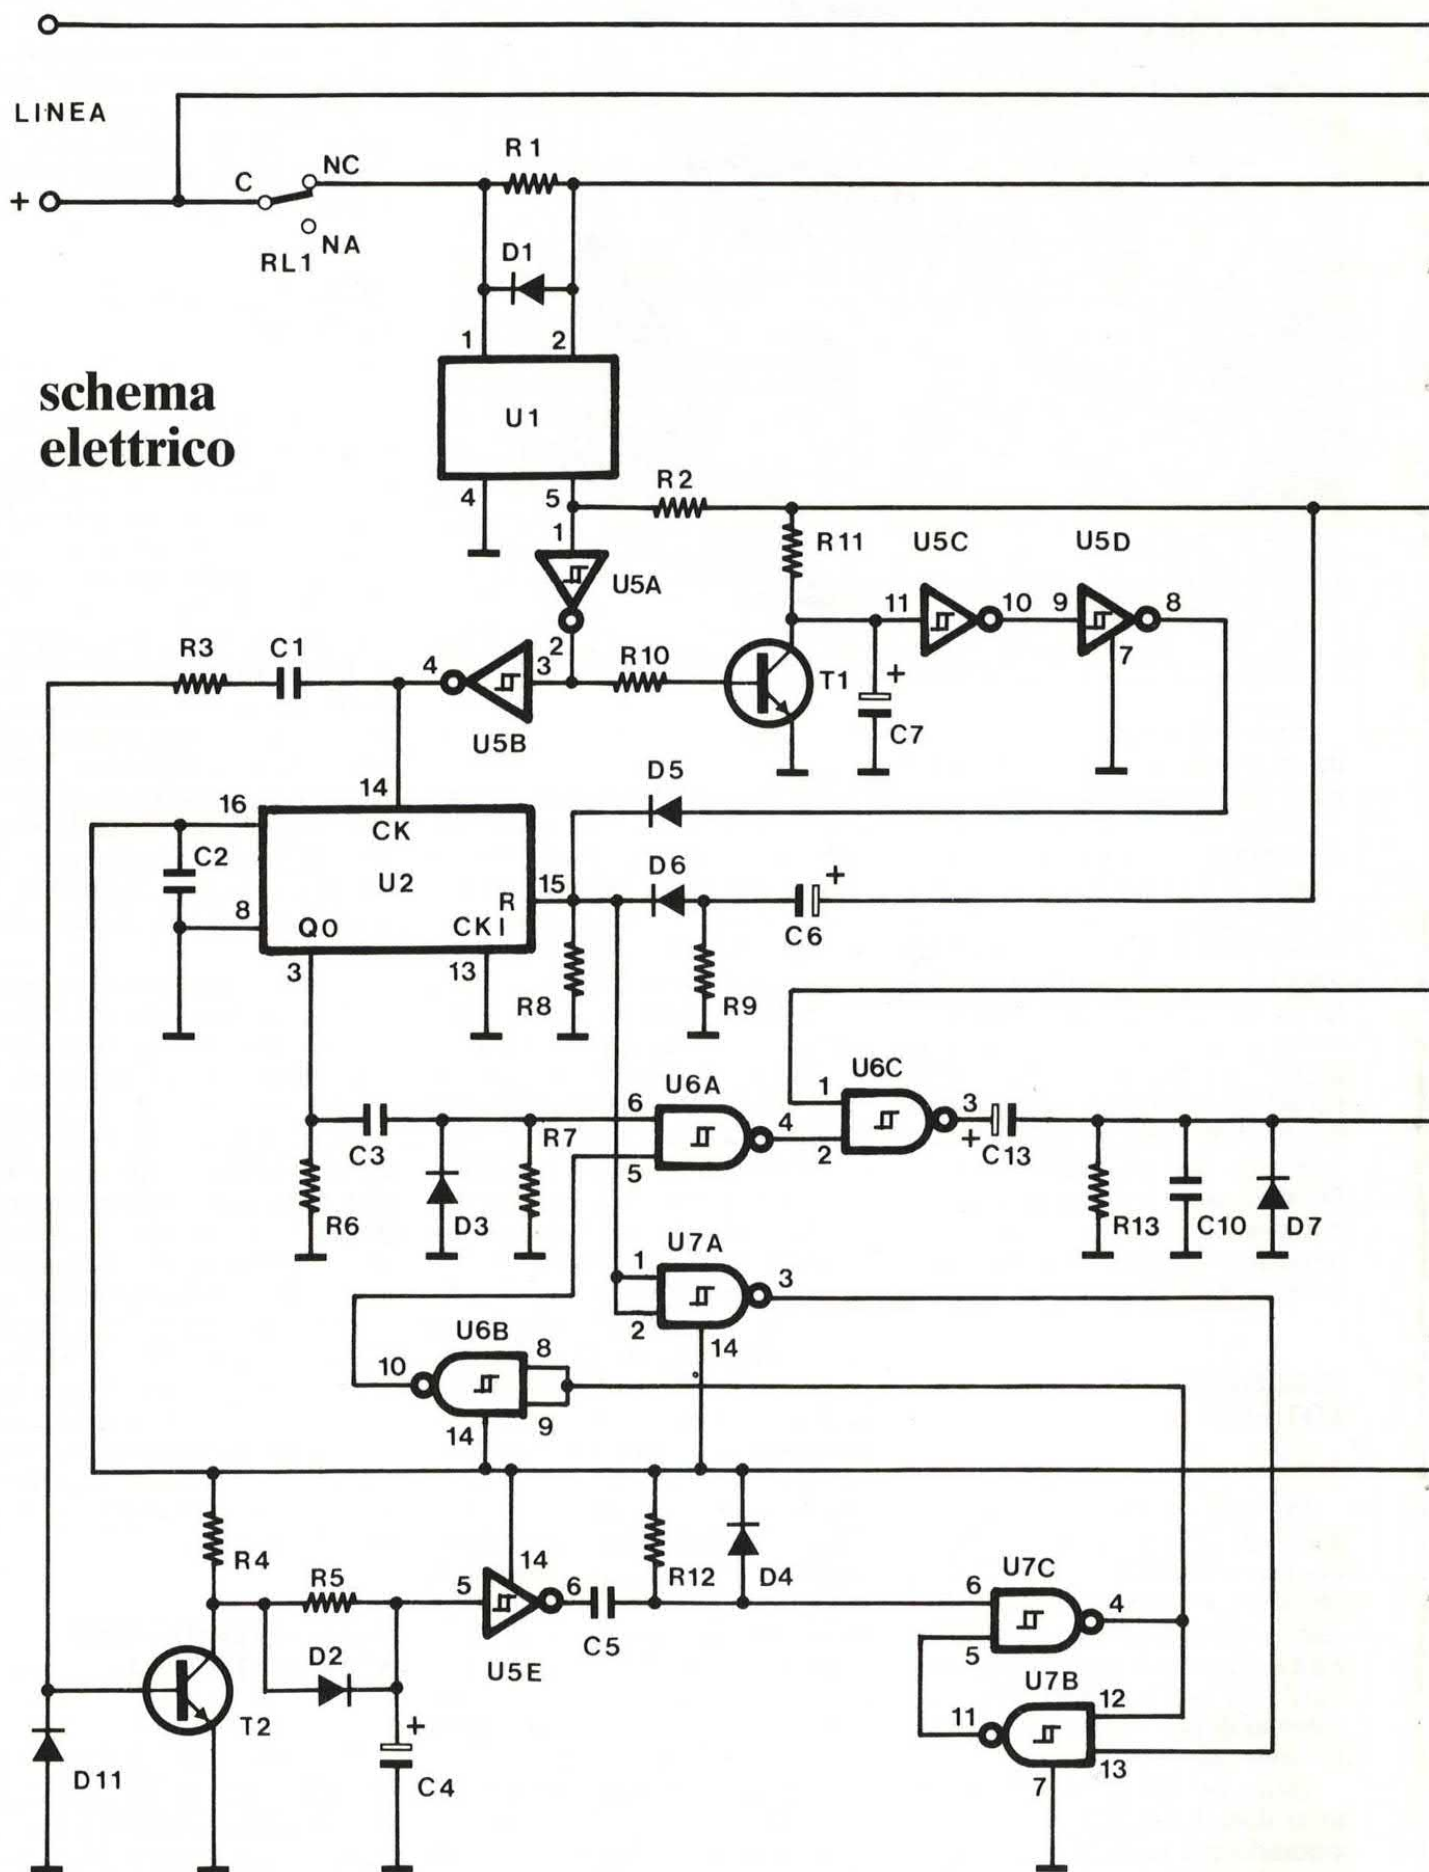 LINEA
+
C
NC
NA
RL1
R1
D1
1
2
schema
elettrico
U1
4
5
R2
1
U5A
2
R11
U5C
U5D
11
10
9
8
7
R3
C1
4
3
U5B
R10
T1
+
C7
D5
16
14
CK
C2
U2
8
QO
R
15
CKI
D6
+
C6
3
13
R8
R9
U6A
U6C
6
5
4
1
2
3
+
C13
C3
R7
R6
D3
R13
C10
D7
U7A
1
2
3
14
U6B
10
8
9
14
R4
R5
5
14
6
U5E
C5
R12
D4
U7C
6
5
4
D2
T2
+
C4
D11
U7B
11
12
13
7